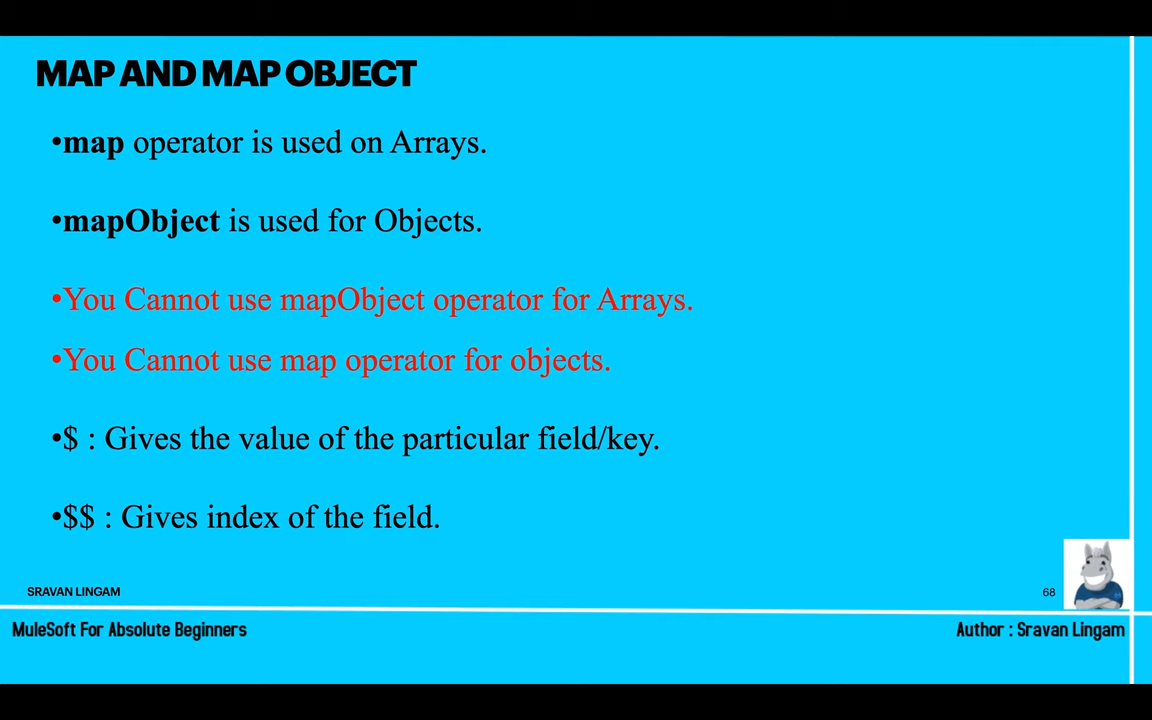 MAP AND MAP OBJECT
•map operator is used on Arrays.
•mapObject is used for Objects.
•You Cannot use mapObject operator for Arrays.
•You Cannot use map operator for objects.
•$ : Gives the value of the particular field/key.
•$$ : Gives index of the field.
SRAVAN LINGAM
68
MuleSoft For Absolute Beginners
Author : Sravan Lingam